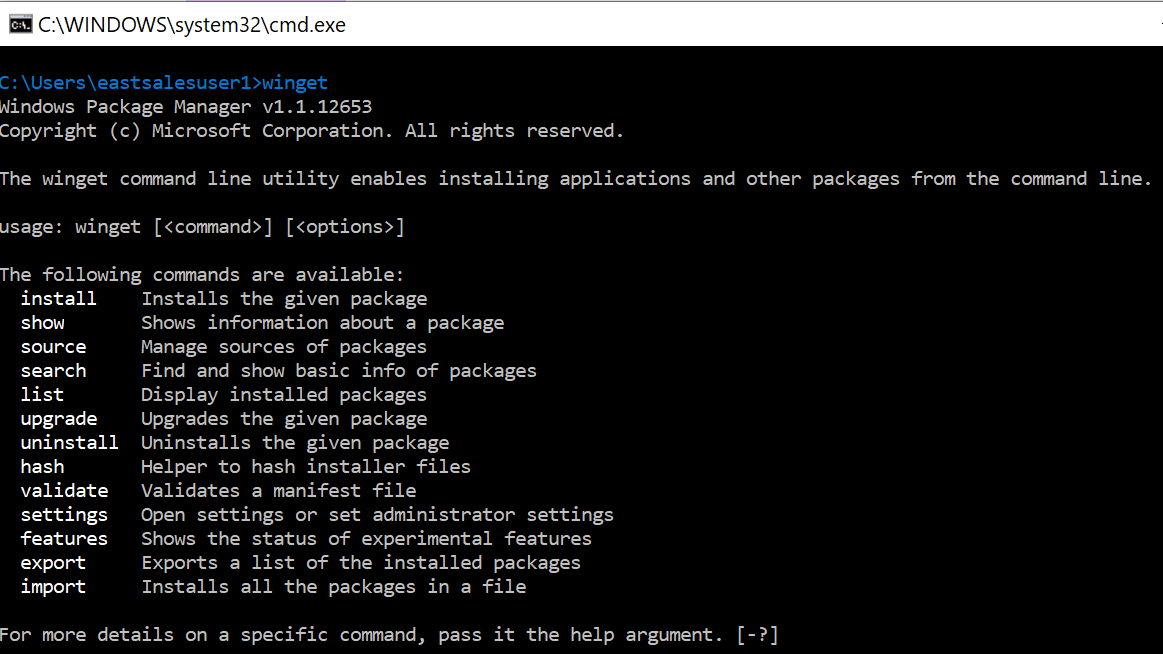 C:\WINDOWS\system32\cmd.exe
C:\Users\eastsalesuser1>winget
Windows Package Manager v1.1.12653
Copyright (c) Microsoft Corporation. All rights reserved.
The winget command line utility enables installing applications and other packages from the command line.
usage: winget [<command>] [<options>]
The following commands are available:
install Installs the given package
show Shows information about a package
source Manage sources of packages
search Find and show basic info of packages
list Display installed packages
upgrade Upgrades the given package
uninstall Uninstalls the given package
hash Helper to hash installer files
validate Validates a manifest file
settings Open settings or set administrator settings
features Shows the status of experimental features
export Exports a list of the installed packages
import Installs all the packages in a file
For more details on a specific command, pass it the help argument. [-?]